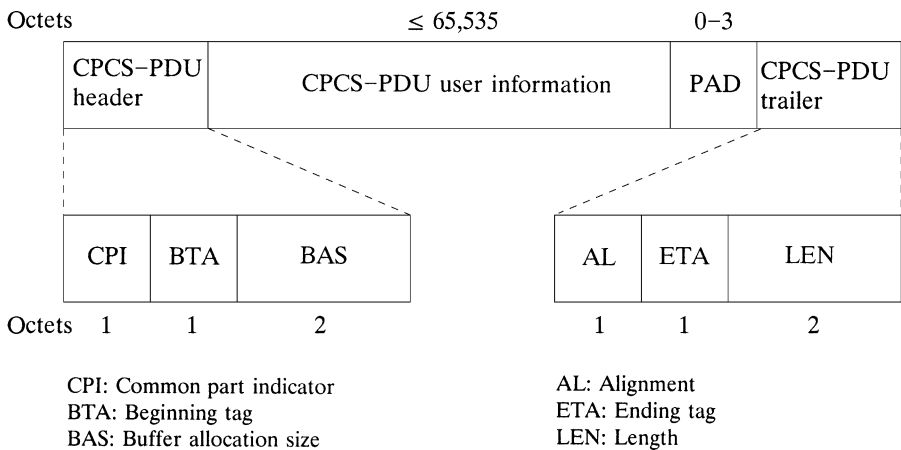 Octets ≤ 65,535 0−3
CPCS−PDU header CPCS−PDU user information PAD CPCS−PDU trailer
CPI BTA BAS AL ETA LEN
Octets 1 1 2 1 1 2
CPI: Common part indicator
BTA: Beginning tag
BAS: Buffer allocation size
AL: Alignment
ETA: Ending tag
LEN: Length